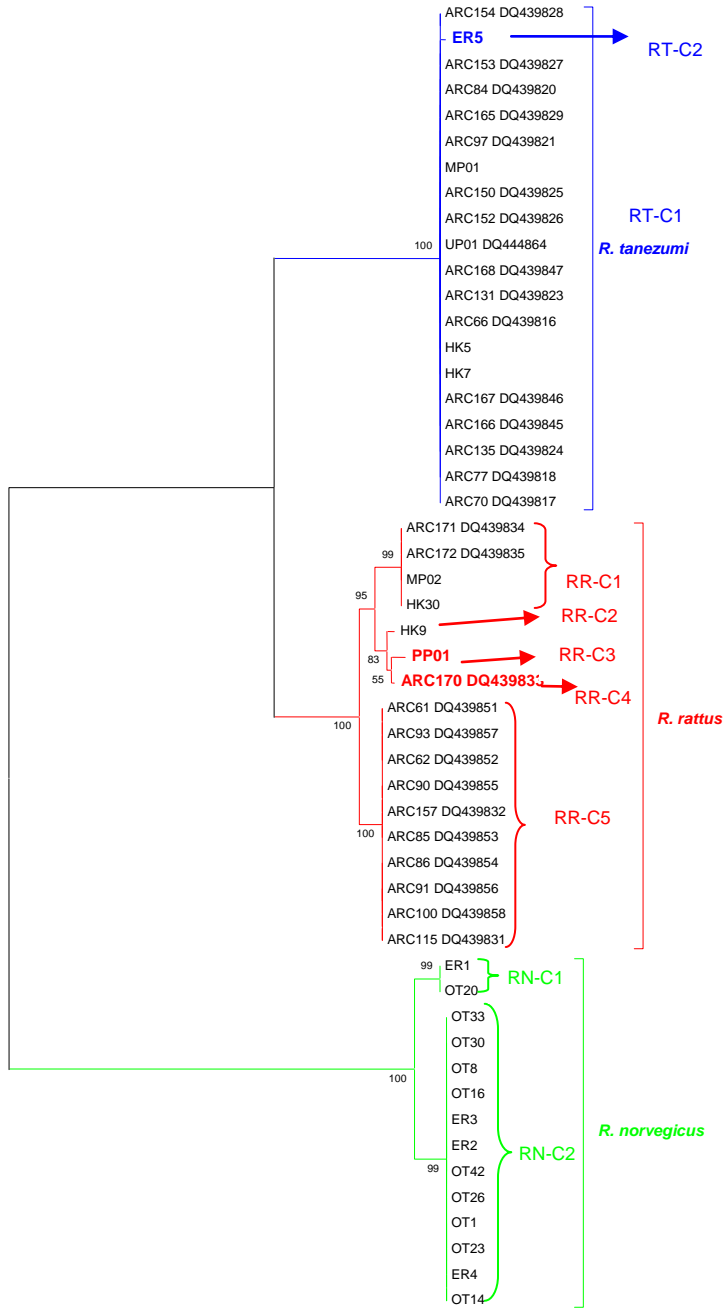 ARC154 DQ439828
ER5
RT-C2
ARC153 DQ439827
ARC84 DQ439820
ARC165 DQ439829
ARC97 DQ439821
MP01
ARC150 DQ439825
ARC152 DQ439826
RT-C1
100
UP01 DQ444864
R. tanezumi
ARC168 DQ439847
ARC131 DQ439823
ARC66 DQ439816
HK5
HK7
ARC167 DQ439846
ARC166 DQ439845
ARC135 DQ439824
ARC77 DQ439818
ARC70 DQ439817
ARC171 DQ439834
99
ARC172 DQ439835
MP02
RR-C1
95
HK30
RR-C2
HK9
83
PP01
RR-C3
55
ARC170
RR-C4
ARC61 DQ439851
R. rattus
100
ARC93 DQ439857
ARC62 DQ439852
ARC90 DQ439855
ARC157 DQ439832
RR-C5
100
ARC85 DQ439853
ARC86 DQ439854
ARC91 DQ439856
ARC100 DQ439858
ARC115 DQ439831
99
ER1
RN-C1
OT20
OT33
OT30
100
OT8
OT16
ER3
R. norvegicus
ER2
RN-C2
99
OT42
OT26
OT1
OT23
ER4
OT14